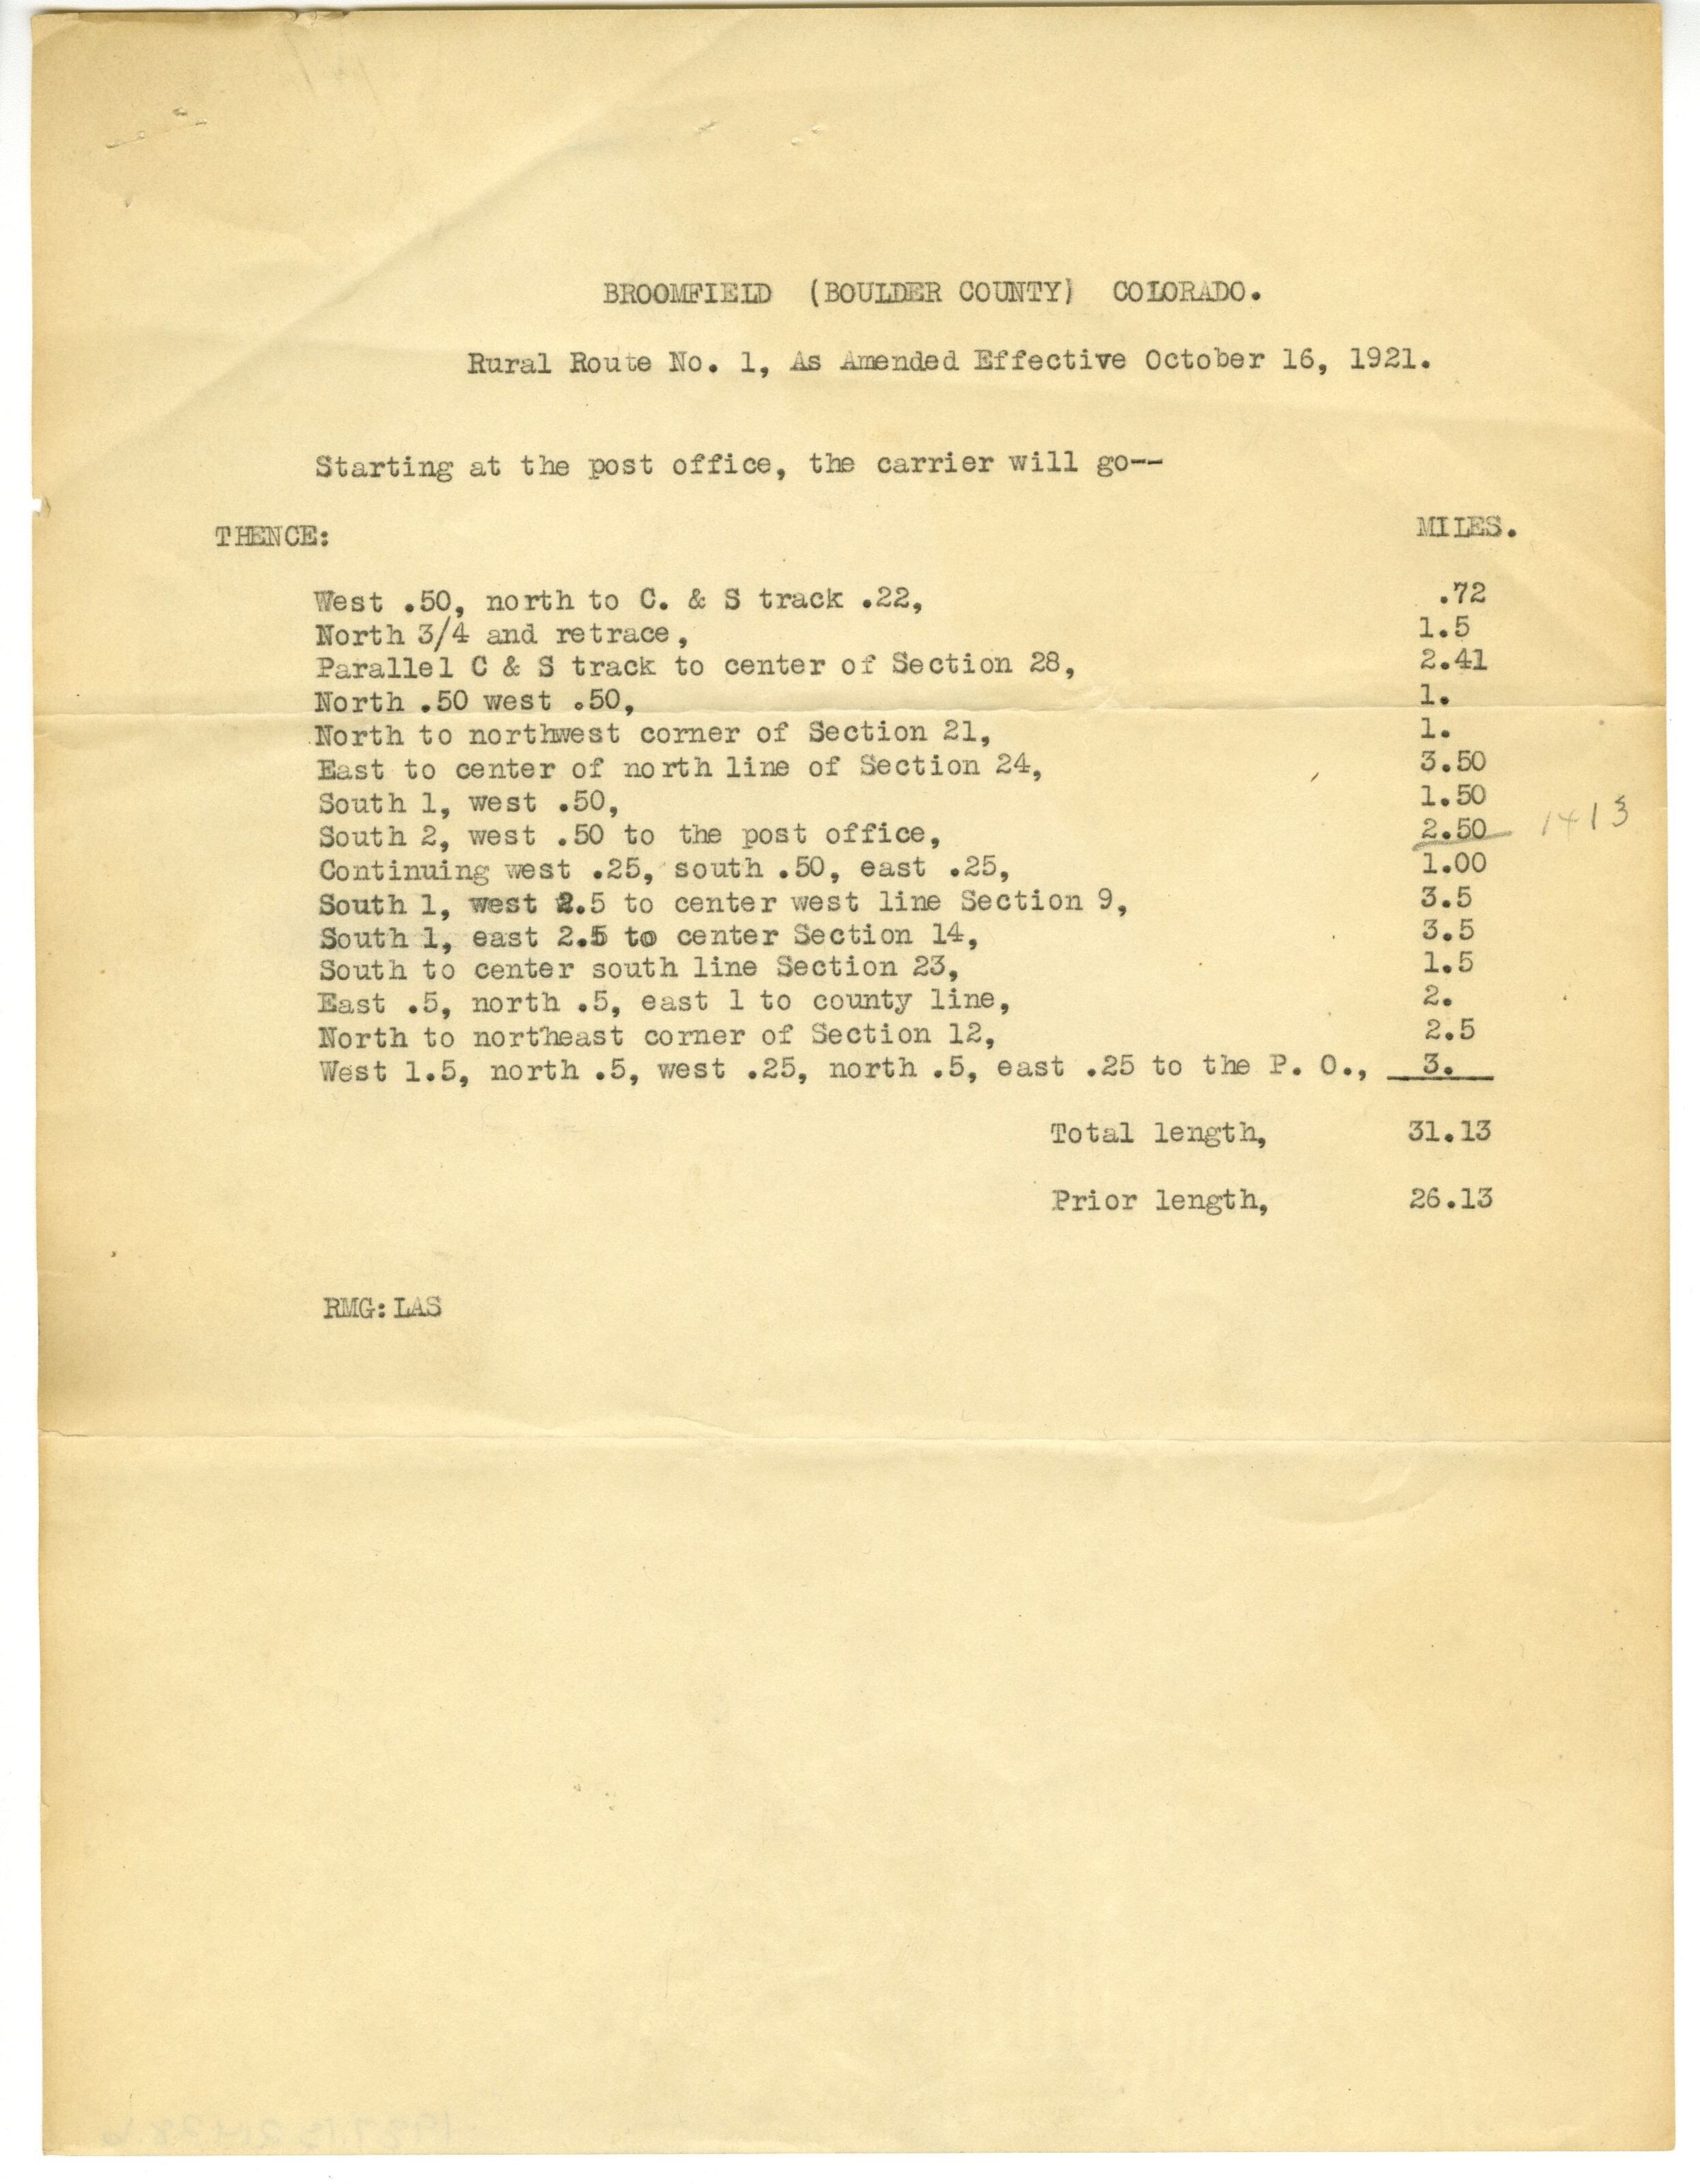 BROOMFIELD (BOULDER COUNTY) COLORADO.
Rural Route No. 1, As Amended Effective October 16, 1921.
Starting at the post office, the carrier will go--
THENCE: MILES.
West .50, north to C. & S track .22, .72
North 3/4 and retrace, 1.5
Parallel C & S track to center of Section 28, 2.41
North .50 west .50, 1.
North to northwest corner of Section 21, 1.
East to center of north line of Section 24, 3.50
South 1, west .50, 1.50
South 2, west .50 to the post office, 2.50 1413
Continuing west .25, south .50, east .25, 1.00
South 1, west 2.5 to center west line Section 9, 3.5
South 1, east 2.5 to center Section 14, 3.5
South to center south line Section 23, 1.5
East .5, north .5, east 1 to county line, 2.
North to northeast corner of Section 12, 2.5
West 1.5, north .5, west .25, north .5, east .25 to the P. O., 3.
Total length, 31.13
Prior length, 26.13
RMG:LAS